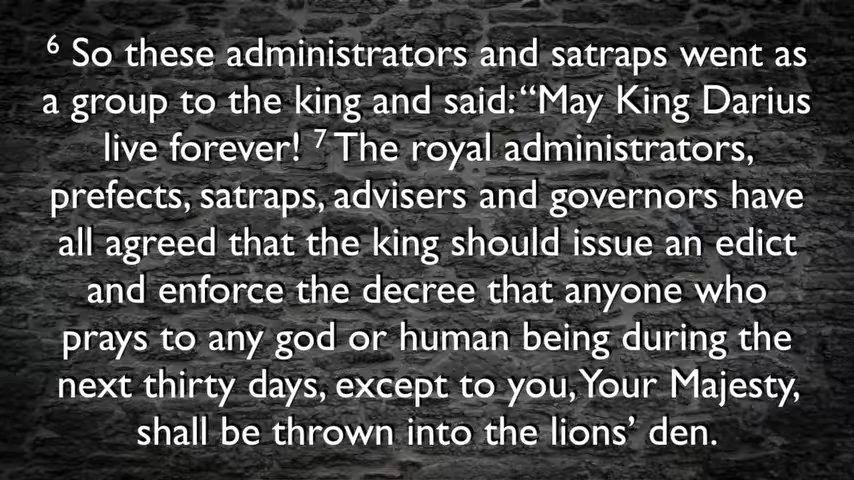 ⁶ So these administrators and satraps went as
a group to the king and said: “May King Darius
live forever! ⁷ The royal administrators,
prefects, satraps, advisers and governors have
all agreed that the king should issue an edict
and enforce the decree that anyone who
prays to any god or human being during the
next thirty days, except to you, Your Majesty,
shall be thrown into the lions’ den.